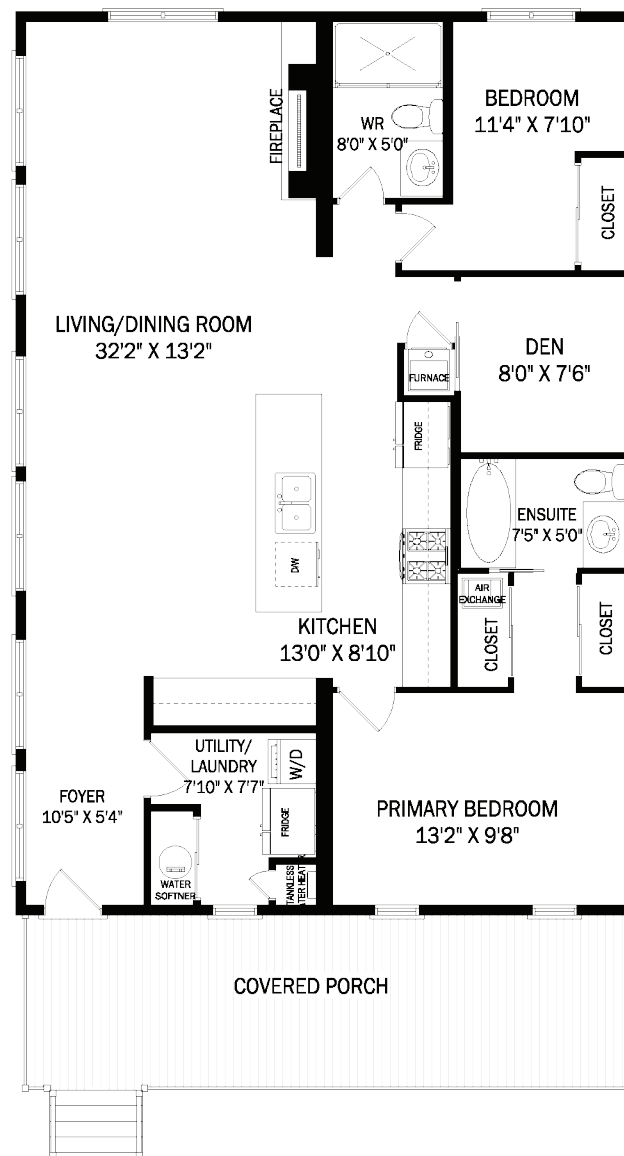 BEDROOM
11'4" X 7'10"
FIREPLACE
WR
8'0" X 5'0"
CLOSET
LIVING/DINING ROOM
32'2" X 13'2"
DEN
8'0" X 7'6"
FURNACE
FRIDGE
ENSUITE
7'5" X 5'0"
D/W
AIR
EXCHANGE
CLOSET
CLOSET
KITCHEN
13'0" X 8'10"
UTILITY/
LAUNDRY
7'10" X 7'7"
W/D
FOYER
10'5" X 5'4"
FRIDGE
PRIMARY BEDROOM
13'2" X 9'8"
WATER
SOFTNER
TANKLESS
HEATER
COVERED PORCH